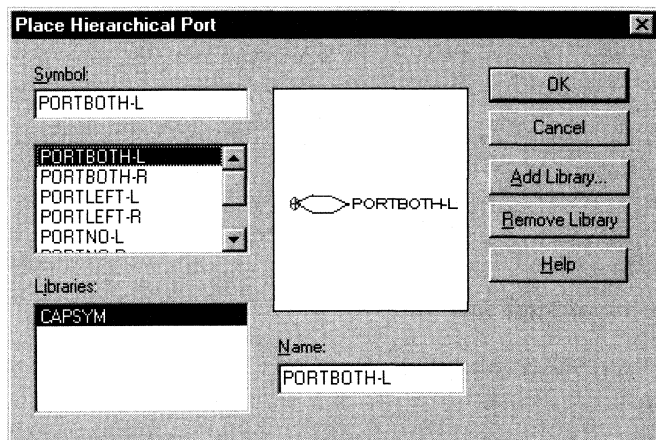 Place Hierarchical Port
Symbol:
PORTBOTH-L
PORTBOTH-L
PORTBOTH-R
PORTLEFT-L
PORTLEFT-R
PORTNO-L
Libraries:
CAPSYM
PORTBOTH-L
Name:
PORTBOTH-L
OK
Cancel
Add Library...
Remove Library
Help